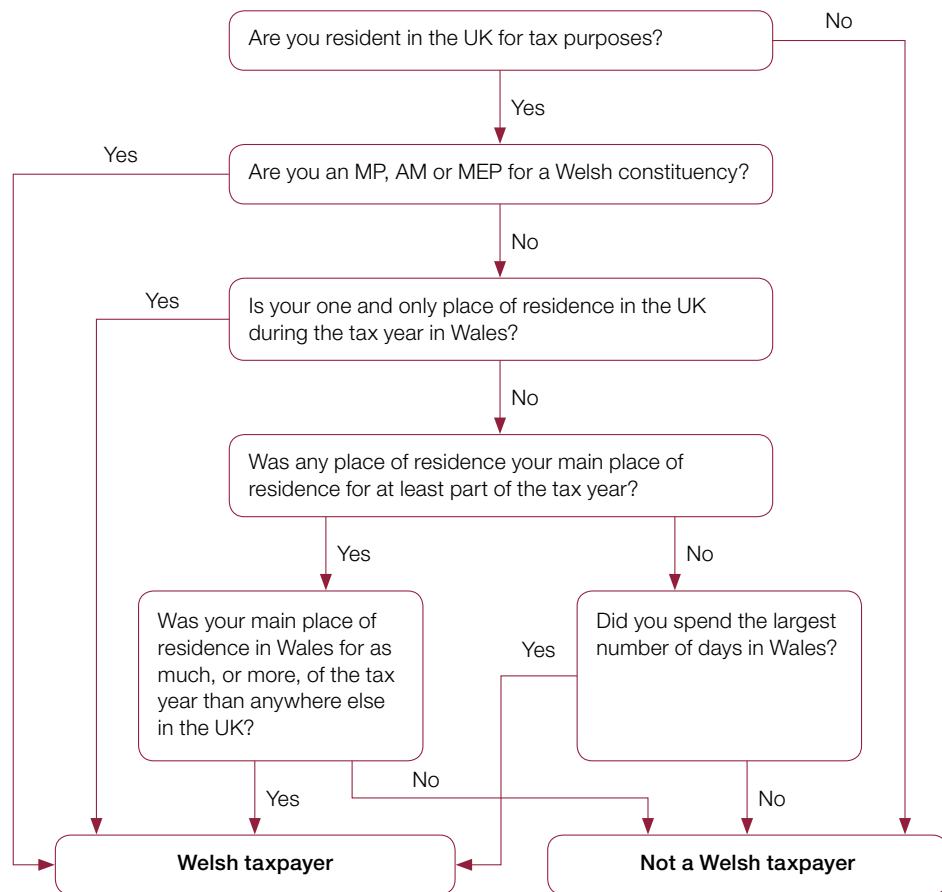 No
Are you resident in the UK for tax purposes?
Yes
Yes
Are you an MP, AM or MEP for a Welsh constituency?
No
Yes
Is your one and only place of residence in the UK
during the tax year in Wales?
No
Was any place of residence your main place of
residence for at least part of the tax year?
Yes
No
Was your main place of
residence in Wales for as
much, or more, of the tax
year than anywhere else
in the UK?
Yes
Did you spend the largest
number of days in Wales?
No
Yes
No
Welsh taxpayer
Not a Welsh taxpayer